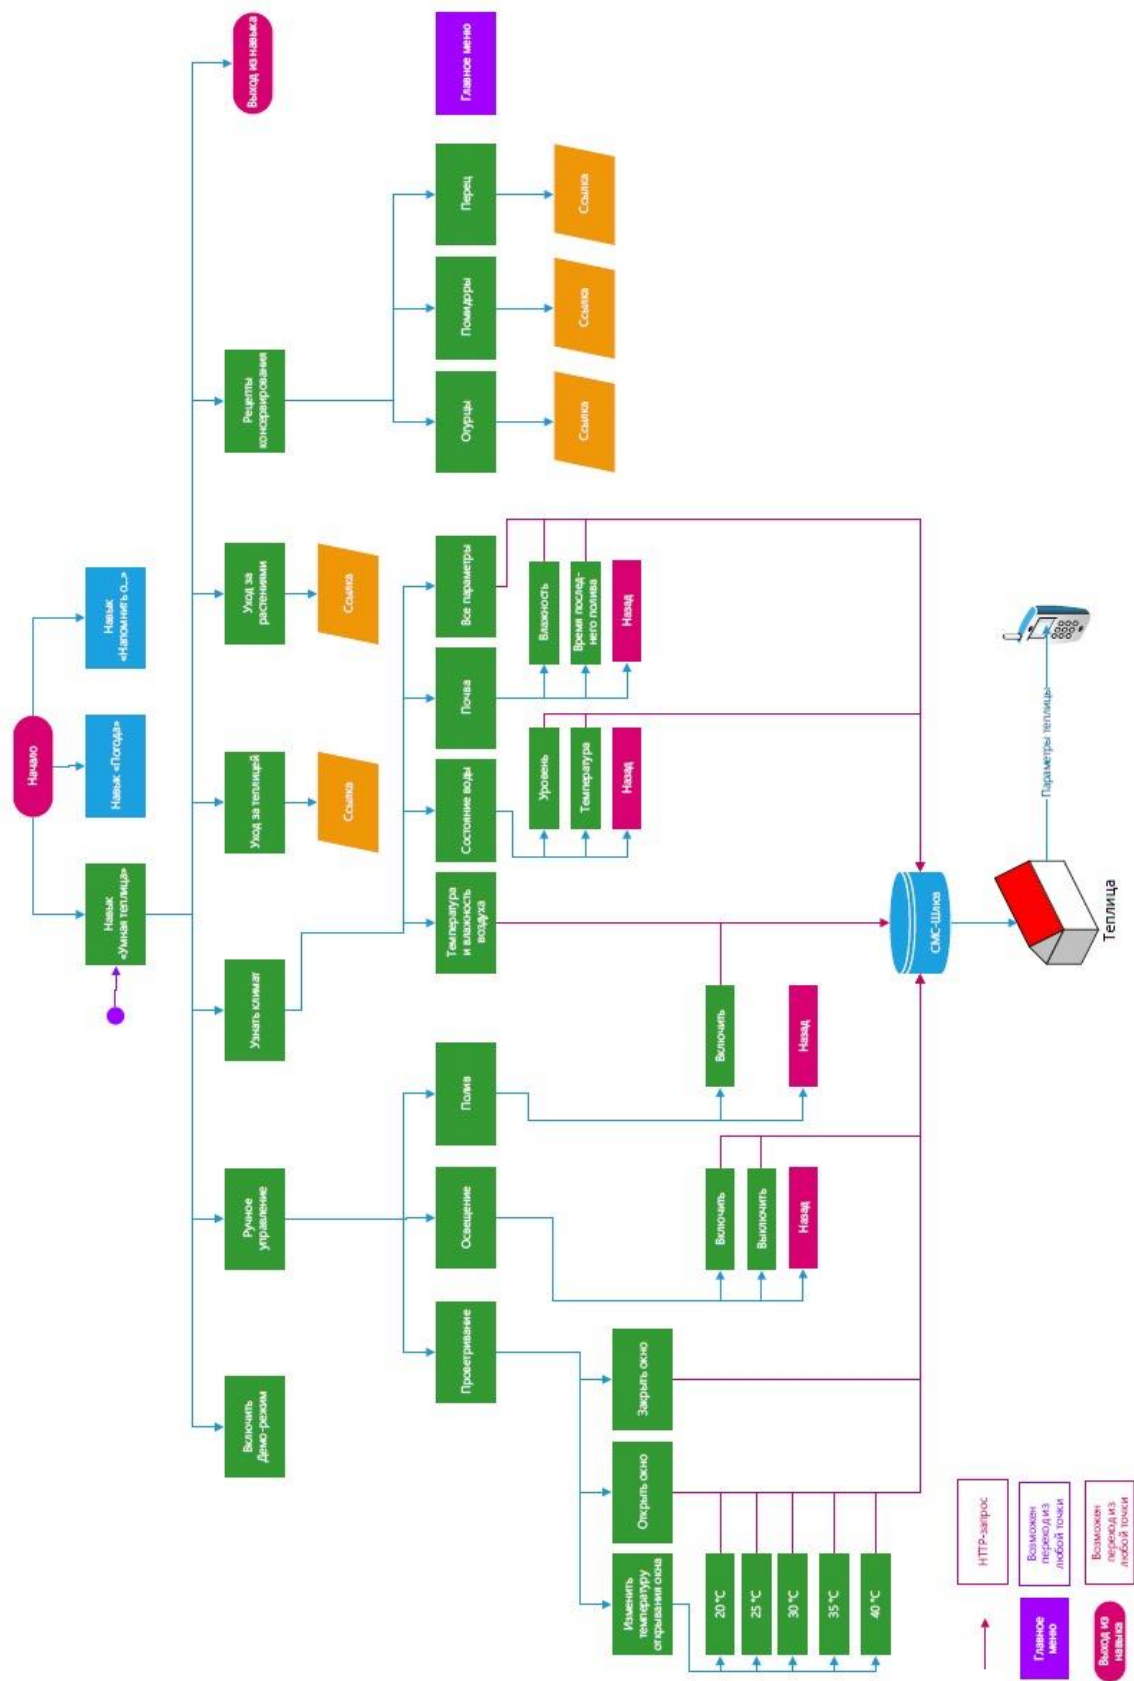 Начало
Навык
«Умная теплица»
Навык «Погода»
Навык
«Напомнить о...»
Включить
Демо-режим
Ручное
управление
Узнать климат
Уход за теплицей
Уход за
растениями
Рецепты
консервирования
Выход из навыка
Ссылка
Ссылка
Проветривание
Освещение
Полив
Температура
и влажность
воздуха
Состояние воды
Почва
Все параметры
Огурцы
Помидоры
Перец
Главное меню
Ссылка
Ссылка
Ссылка
Уровень
Температура
Назад
Влажность
Время послед-
него полива
Назад
Изменить
температуру
открывания окна
Открыть окно
Закрыть окно
20 °C
25 °C
30 °C
35 °C
40 °C
Включить
Выключить
Назад
Включить
Назад
СМС-Шлюз
Теплица
Параметры теплицы
HTTP-запрос
Главное
меню
Возможен
переход из
любой точки
Выход из
навыка
Возможен
переход из
любой точки